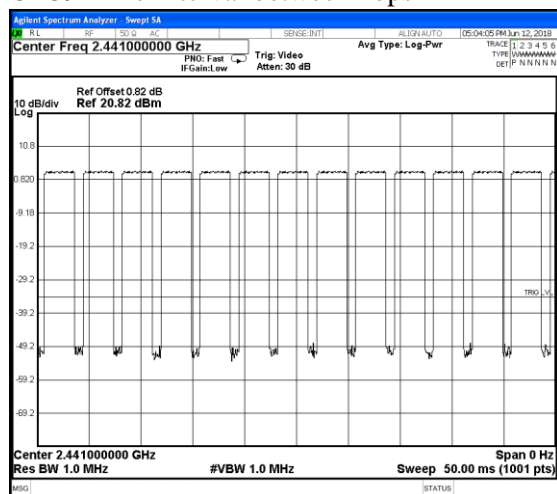 Agilent Spectrum Analyzer - Swept SA
RL RF 50 Ω AC SENSE:INT ALIGNAUTO 05:04:05 PM Jun 12, 2018
Center Freq 2.441000000 GHz
PNO: Fast
IFGain:Low
Trig: Video
Atten: 30 dB
Avg Type: Log-Pwr
TRACE 1 2 3 4 5 6
TYPE
DET P N N N N N
Ref Offset 0.82 dB
10 dB/div Ref 20.82 dBm
Log
10.8
0.820
-9.18
-19.2
-29.2
TRIG LVL
-39.2
-49.2
-59.2
-69.2
Center 2.441000000 GHz Span 0 Hz
Res BW 1.0 MHz #VBW 1.0 MHz Sweep 50.00 ms (1001 pts)
MSG STATUS